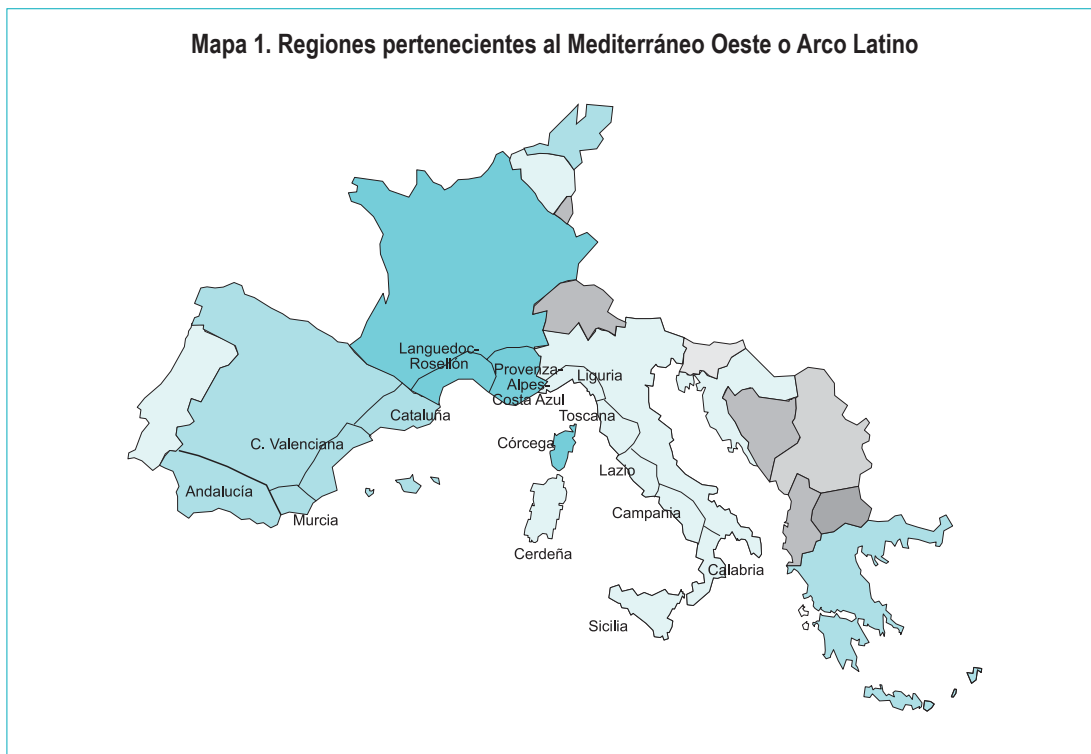 Mapa 1. Regiones pertenecientes al Mediterráneo Oeste o Arco Latino
Languedoc-
Rosellón
Provenza-
Alpes-
Costa Azul
Liguria
Cataluña
Toscana
C. Valenciana
Córcega
Lazio
Andalucía
Murcia
Campania
Cerdeña
Calabria
Sicilia